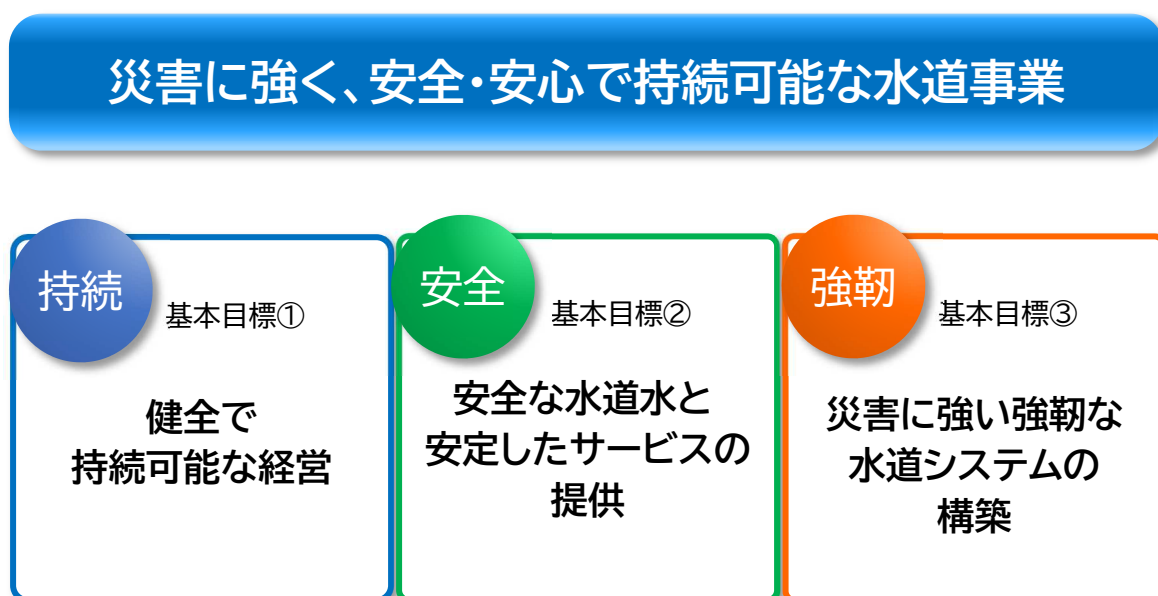 災害に強く、安全・安心で持続可能な水道事業
持続
基本目標①
健全で
持続可能な経営
安全
基本目標②
安全な水道水と
安定したサービスの
提供
強靭
基本目標③
災害に強い強靭な
水道システムの
構築